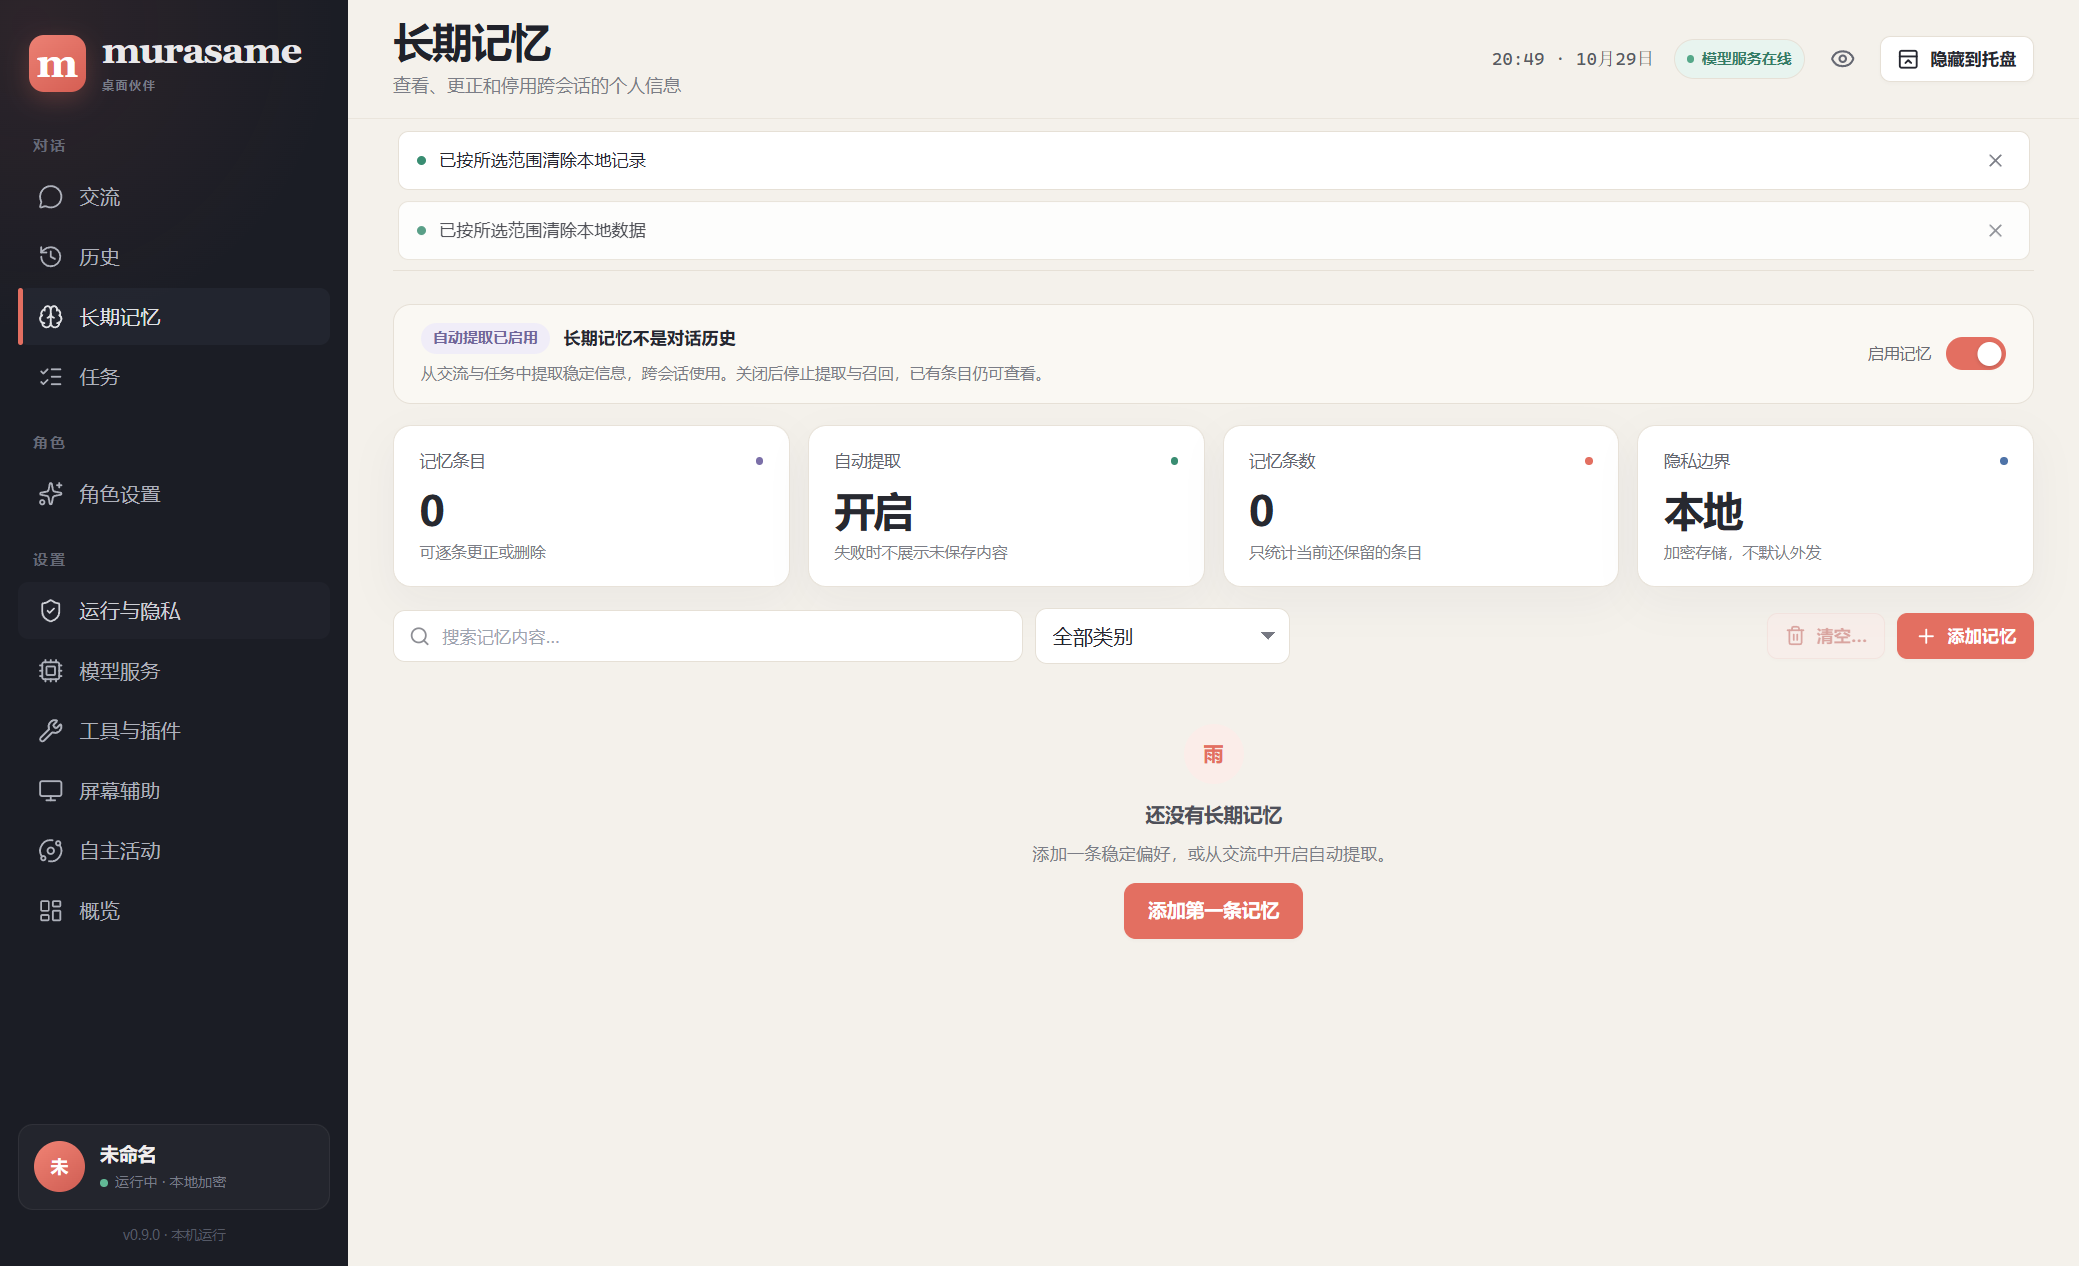 m
murasame
桌面伙伴
对话
交流
历史
长期记忆
任务
角色
角色设置
设置
运行与隐私
模型服务
工具与插件
屏幕辅助
自主活动
概览
未
未命名
运行中 · 本地加密
v0.9.0 · 本机运行
长期记忆
查看、更正和停用跨会话的个人信息
20:49 · 10月29日
模型服务在线
隐藏到托盘
已按所选范围清除本地记录
已按所选范围清除本地数据
自动提取已启用 长期记忆不是对话历史
从交流与任务中提取稳定信息，跨会话使用。关闭后停止提取与召回，已有条目仍可查看。
启用记忆
记忆条目
0
可逐条更正或删除
自动提取
开启
失败时不展示未保存内容
记忆条数
0
只统计当前还保留的条目
隐私边界
本地
加密存储，不默认外发
搜索记忆内容...
全部类别
清空...
添加记忆
雨
还没有长期记忆
添加一条稳定偏好，或从交流中开启自动提取。
添加第一条记忆